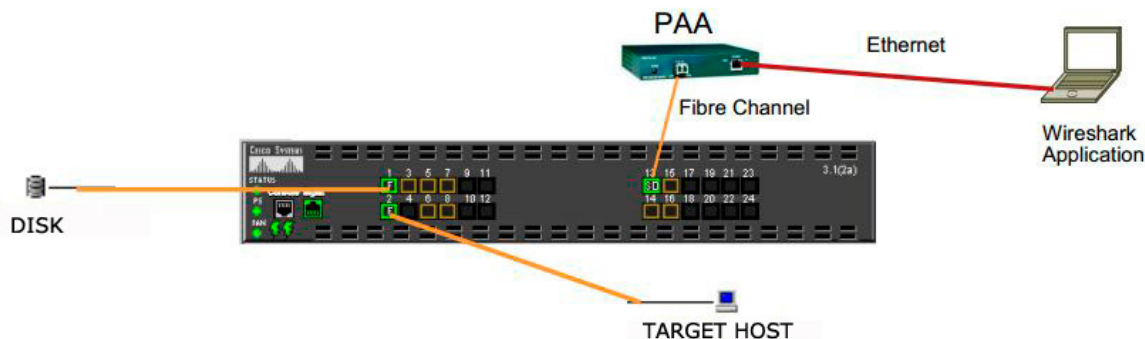 PAA
Ethernet
Fibre Channel
Wireshark
Application
DISK
Cisco Systems
STATUS
PS
FAN
1 3 5 7 9 11
F
2 4 6 8 10 12
F
13 15 17 19 21 23
SD
14 16 18 20 22 24
3.1(2a)
TARGET HOST